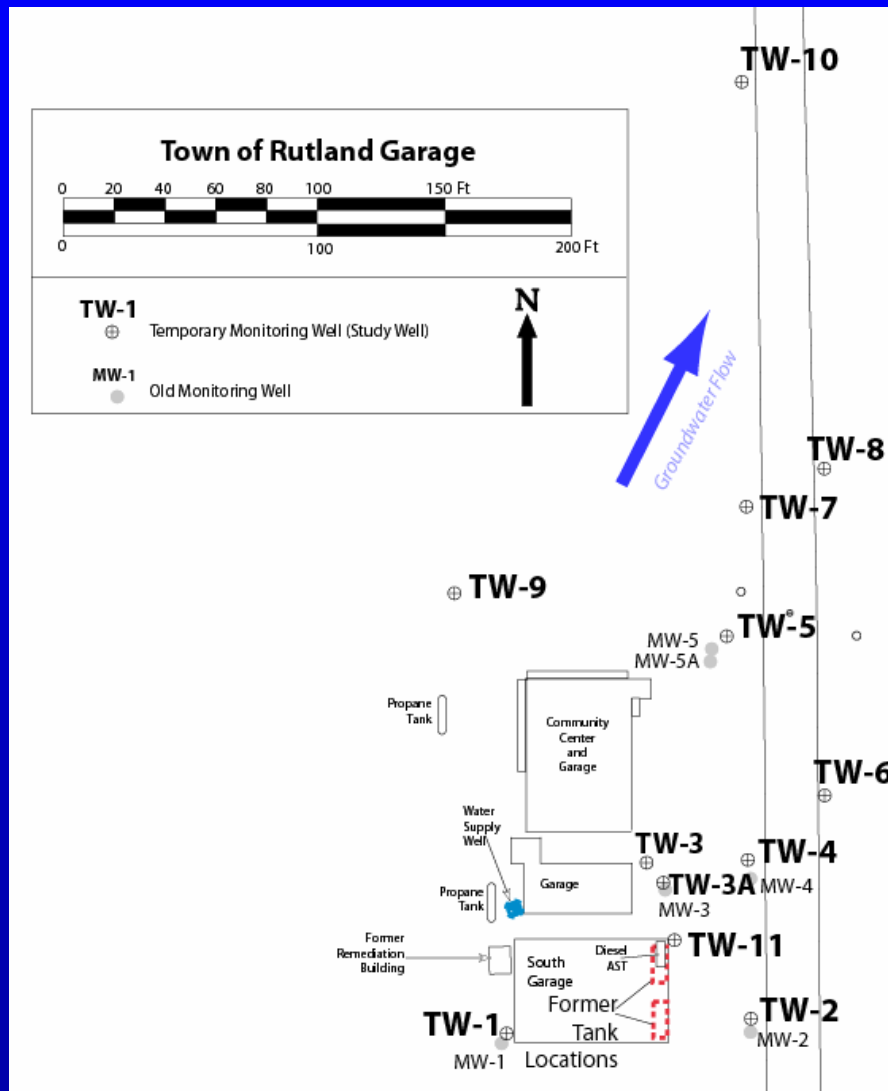 TW-10
Town of Rutland Garage
0 20 40 60 80 100 150 Ft
0 100 200 Ft
TW-1
Temporary Monitoring Well (Study Well)
MW-1
Old Monitoring Well
N
Groundwater Flow
TW-8
TW-7
TW-9
TW-5
MW-5
MW-5A
Propane
Tank
Community
Center
and
Garage
TW-6
Water
Supply
Well
TW-3
TW-4
Garage
TW-3A
MW-4
Propane
Tank
MW-3
Former
Remediation
Building
TW-11
South
Garage
Diesel
AST
Former
Tank
Locations
TW-1
MW-1
TW-2
MW-2